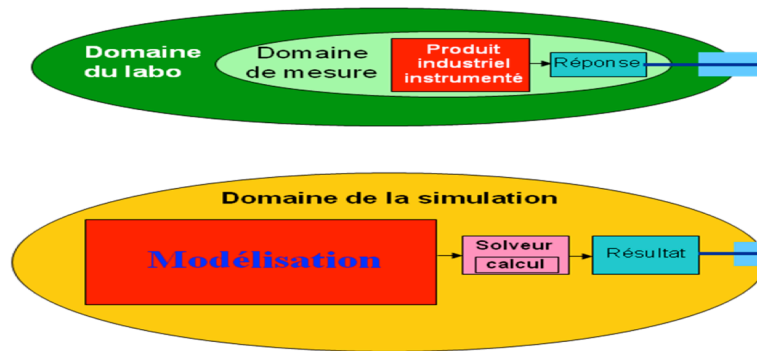 Domaine
du labo
Domaine
de mesure
Produit
industriel
instrumenté
Réponse
Domaine de la simulation
Modélisation
Solveur
calcul
Résultat